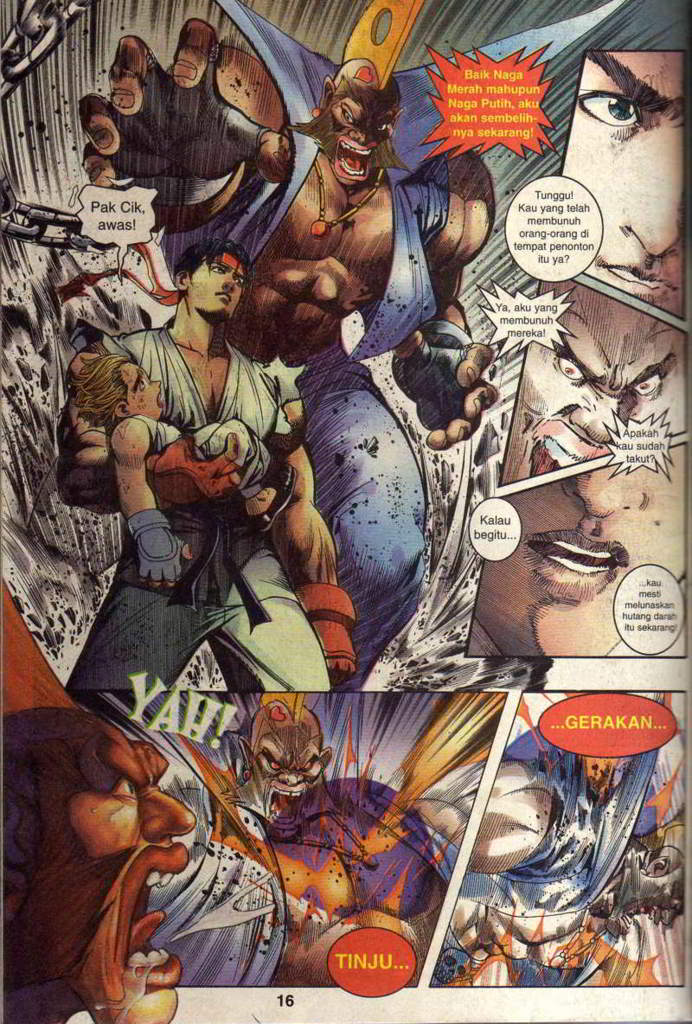 Baik Naga
Merah mahupun
Naga Putih, aku
akan sembelih-
nya sekarang!
Pak Cik,
awas!
Tunggu!
Kau yang telah
membunuh
orang-orang di
tempat penonton
itu ya?
Ya, aku yang
membunuh
mereka!
Apakah
kau sudah
takut?
Kalau
begitu...
...kau
mesti
melunaskan
hutang darah
itu sekarang!
YAH!
TINJU...
...GERAKAN...
16